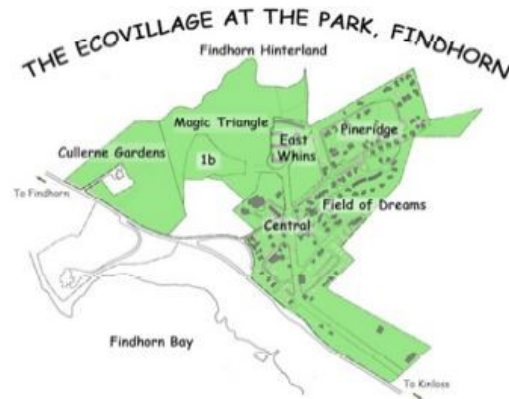 THE ECOVILLAGE AT THE PARK, FINDHORN
Findhorn Hinterland
Magic Triangle
Pineridge
East
Whins
Cullerne Gardens
1b
To Findhorn
Field of Dreams
Central
Findhorn Bay
To Kinloss